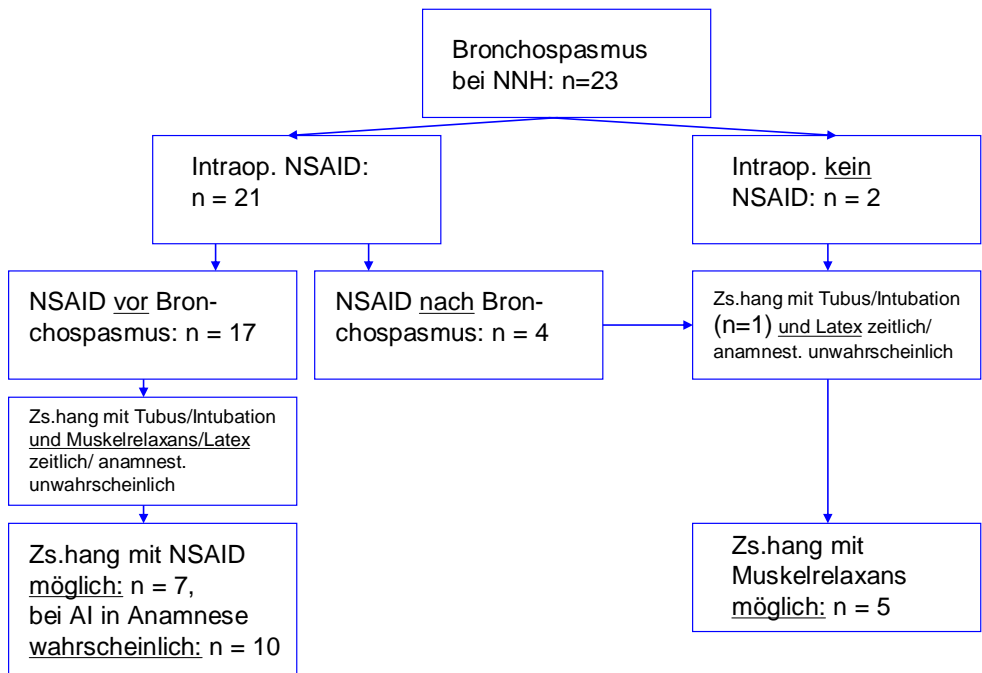 Bronchospasmus
bei NNH: n=23
Intraop. NSAID:
n = 21
Intraop. kein
NSAID: n = 2
NSAID vor Bron-
chospasmus: n = 17
NSAID nach Bron-
chospasmus: n = 4
Zs.hang mit Tubus/Intubation
(n=1) und Latex zeitlich/
anamnest. unwahrscheinlich
Zs.hang mit Tubus/Intubation
und Muskelrelaxans/Latex
zeitlich/ anamnest.
unwahrscheinlich
Zs.hang mit NSAID
möglich: n = 7,
bei AI in Anamnese
wahrscheinlich: n = 10
Zs.hang mit
Muskelrelaxans
möglich: n = 5